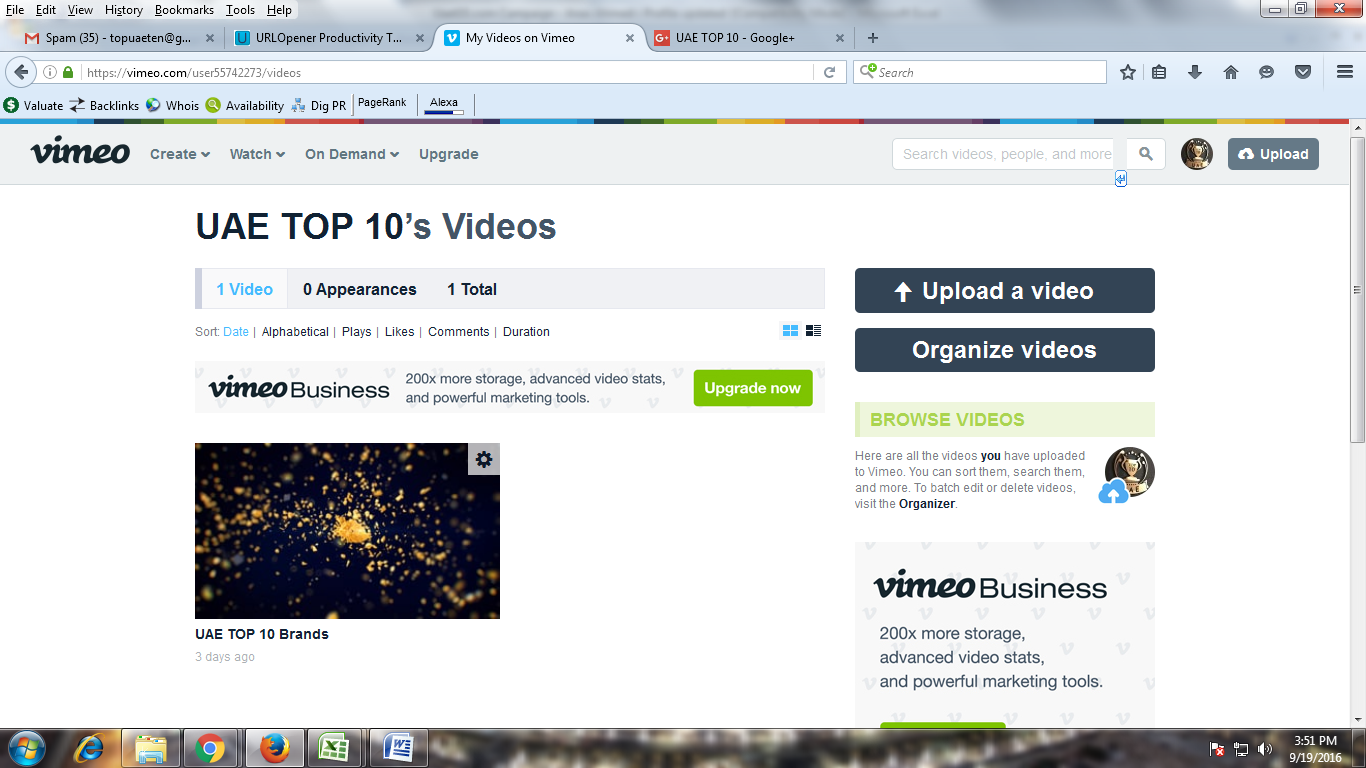 File Edit View History Bookmarks Tools Help
Spam (35) - topuaeten@g...
URLOpener Productivity T...
My Videos on Vimeo
UAE TOP 10 - Google+
https://vimeo.com/user55742273/videos
Search
Valuate Backlinks Whois Availability Dig PR PageRank Alexa
vimeo Create Watch On Demand Upgrade
Search videos, people, and more
Upload
UAE TOP 10's Videos
1 Video 0 Appearances 1 Total
Sort: Date | Alphabetical | Plays | Likes | Comments | Duration
vimeo Business
200x more storage, advanced video stats,
and powerful marketing tools.
Upgrade now
UAE TOP 10 Brands
3 days ago
Upload a video
Organize videos
BROWSE VIDEOS
Here are all the videos you have uploaded
to Vimeo. You can sort them, search them,
and more. To batch edit or delete videos,
visit the Organizer.
vimeo Business
200x more storage,
advanced video stats,
and powerful marketing tools.
3:51 PM
9/19/2016